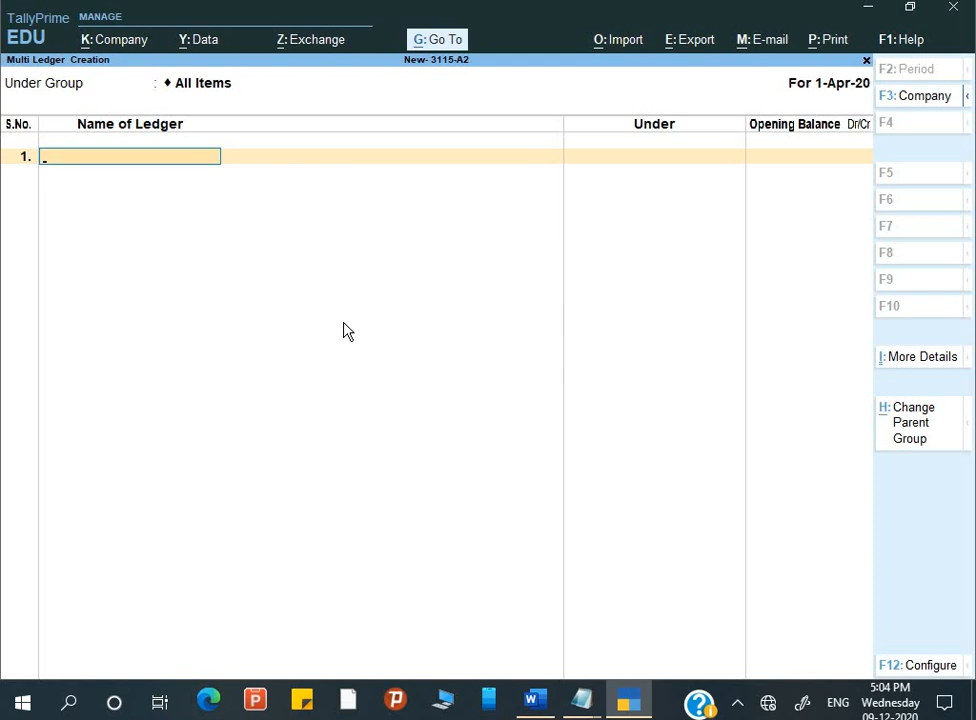 TallyPrime MANAGE
EDU K: Company Y: Data Z: Exchange G: Go To O: Import E: Export M: E-mail P: Print F1: Help
Multi Ledger Creation New- 3115-A2
Under Group : ♦ All Items For 1-Apr-20
S.No. Name of Ledger Under Opening Balance Dr/Cr
1.
F2: Period
F3: Company
F4
F5
F6
F7
F8
F9
F10
I: More Details
H: Change
Parent
Group
F12: Configure
ENG
5:04 PM
Wednesday
09-12-2020